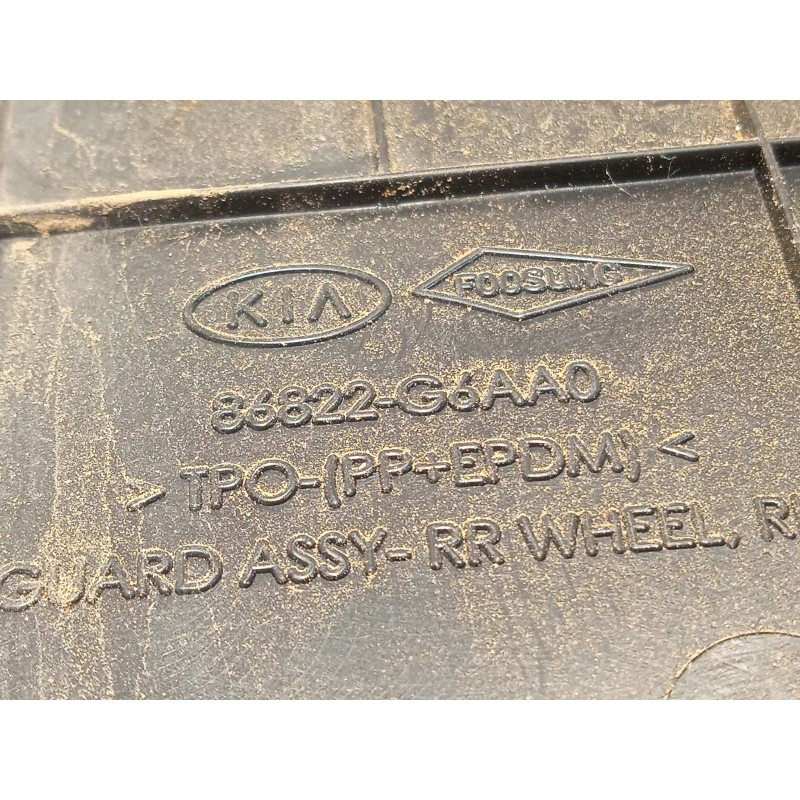 KIA FOOSUNG
86822-G6AA0
> TPO-(PP+EPDM) <
GUARD ASSY-RR WHEEL,